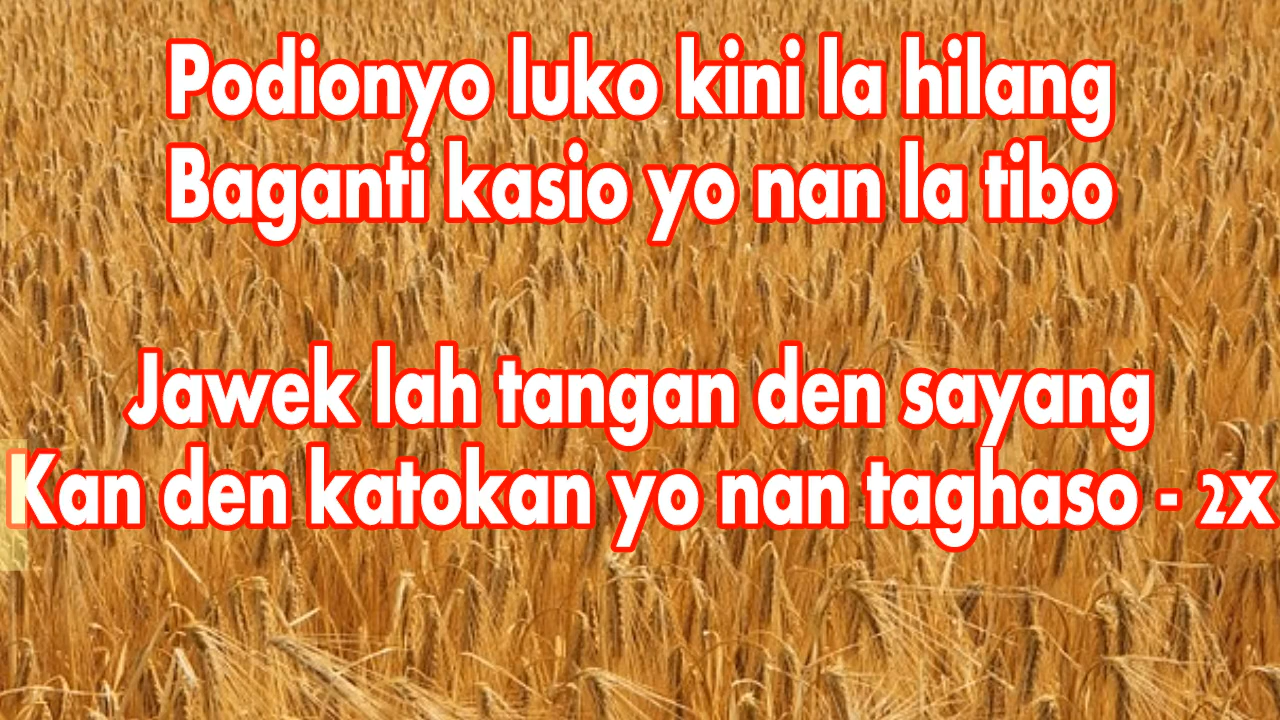 Podionyo luko kini la hilang
Baganti kasio yo nan la tibo
Jawek lah tangan den sayang
Kan den katokan yo nan taghaso - 2x